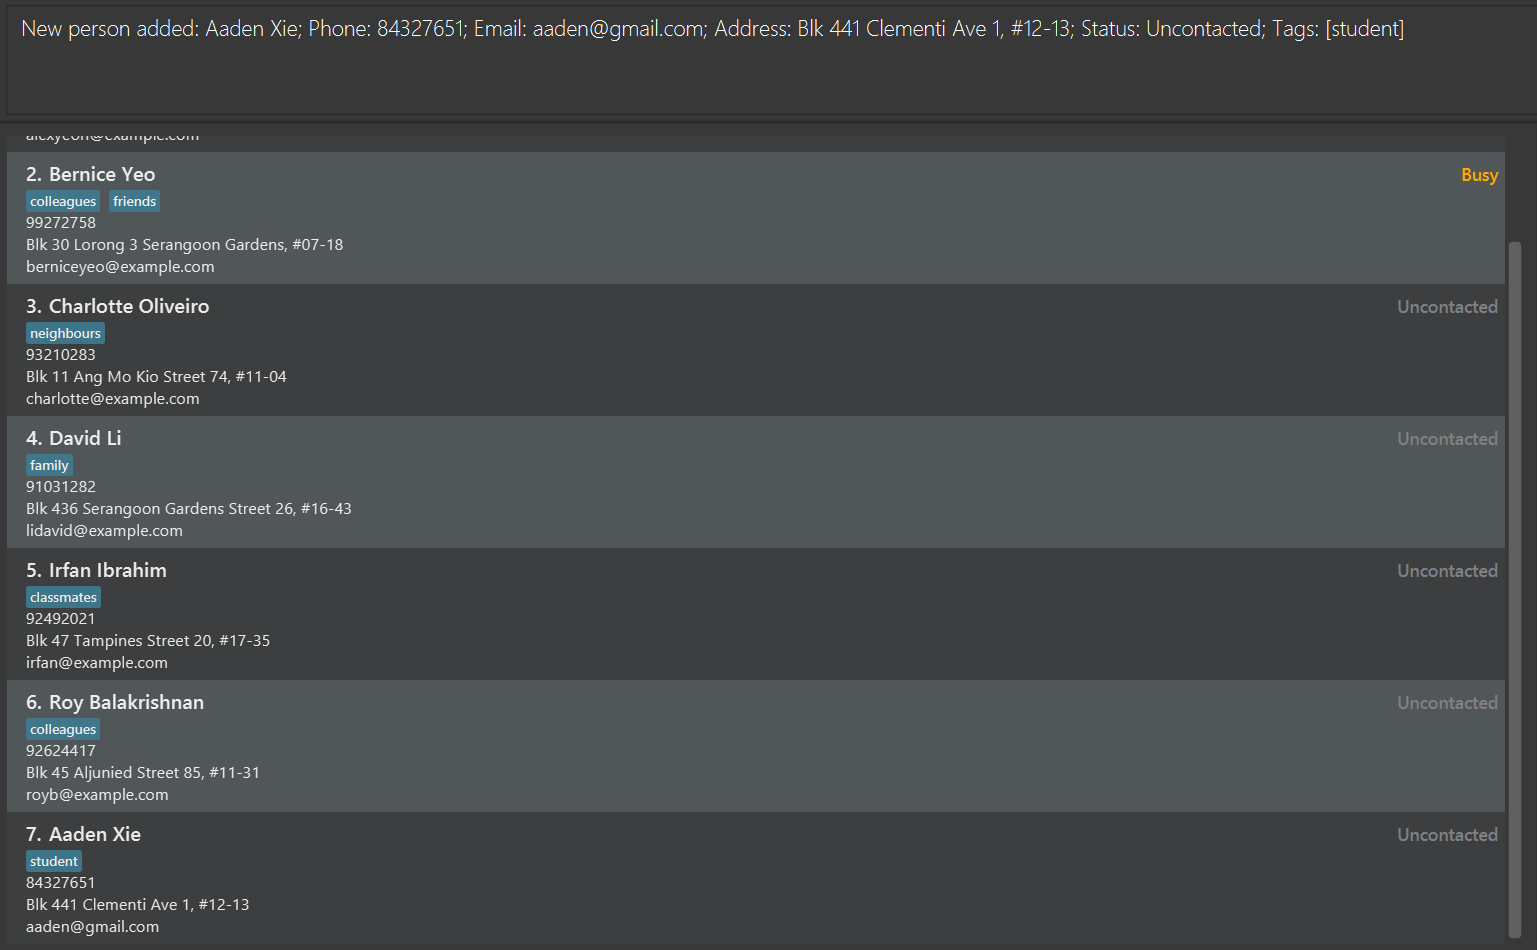 New person added: Aaden Xie; Phone: 84327651; Email: aaden@gmail.com; Address: Blk 441 Clementi Ave 1, #12-13; Status: Uncontacted; Tags: [student]
alexyeoh@example.com
2. Bernice Yeo Busy
colleagues friends
99272758
Blk 30 Lorong 3 Serangoon Gardens, #07-18
berniceyeo@example.com
3. Charlotte Oliveiro Uncontacted
neighbours
93210283
Blk 11 Ang Mo Kio Street 74, #11-04
charlotte@example.com
4. David Li Uncontacted
family
91031282
Blk 436 Serangoon Gardens Street 26, #16-43
lidavid@example.com
5. Irfan Ibrahim Uncontacted
classmates
92492021
Blk 47 Tampines Street 20, #17-35
irfan@example.com
6. Roy Balakrishnan Uncontacted
colleagues
92624417
Blk 45 Aljunied Street 85, #11-31
royb@example.com
7. Aaden Xie Uncontacted
student
84327651
Blk 441 Clementi Ave 1, #12-13
aaden@gmail.com